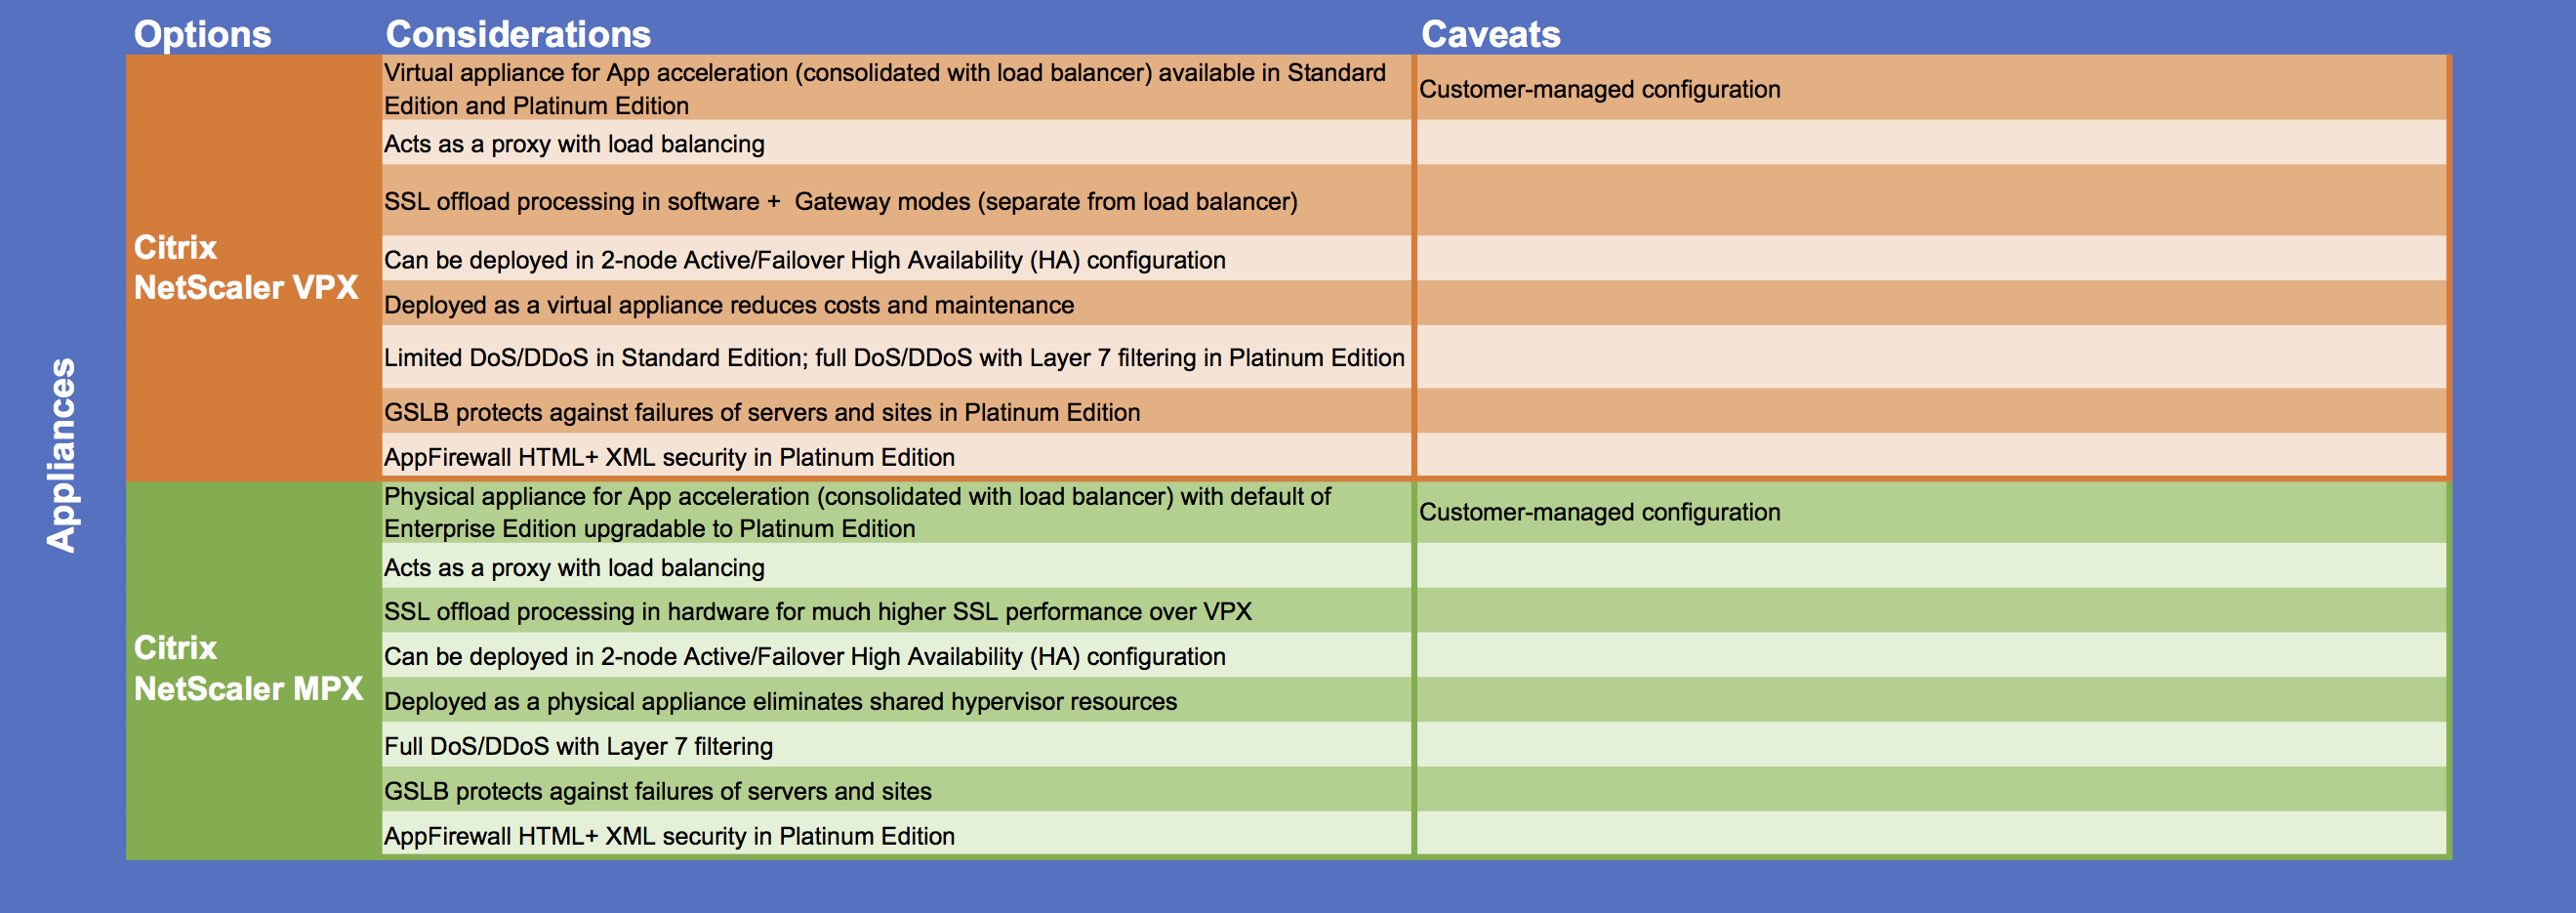 Options Considerations Caveats
Appliances
Citrix
NetScaler VPX
Virtual appliance for App acceleration (consolidated with load balancer) available in Standard
Edition and Platinum Edition
Customer-managed configuration
Acts as a proxy with load balancing
SSL offload processing in software +  Gateway modes (separate from load balancer)
Can be deployed in 2-node Active/Failover High Availability (HA) configuration
Deployed as a virtual appliance reduces costs and maintenance
Limited DoS/DDoS in Standard Edition; full DoS/DDoS with Layer 7 filtering in Platinum Edition
GSLB protects against failures of servers and sites in Platinum Edition
AppFirewall HTML+ XML security in Platinum Edition
Citrix
NetScaler MPX
Physical appliance for App acceleration (consolidated with load balancer) with default of
Enterprise Edition upgradable to Platinum Edition
Customer-managed configuration
Acts as a proxy with load balancing
SSL offload processing in hardware for much higher SSL performance over VPX
Can be deployed in 2-node Active/Failover High Availability (HA) configuration
Deployed as a physical appliance eliminates shared hypervisor resources
Full DoS/DDoS with Layer 7 filtering
GSLB protects against failures of servers and sites
AppFirewall HTML+ XML security in Platinum Edition